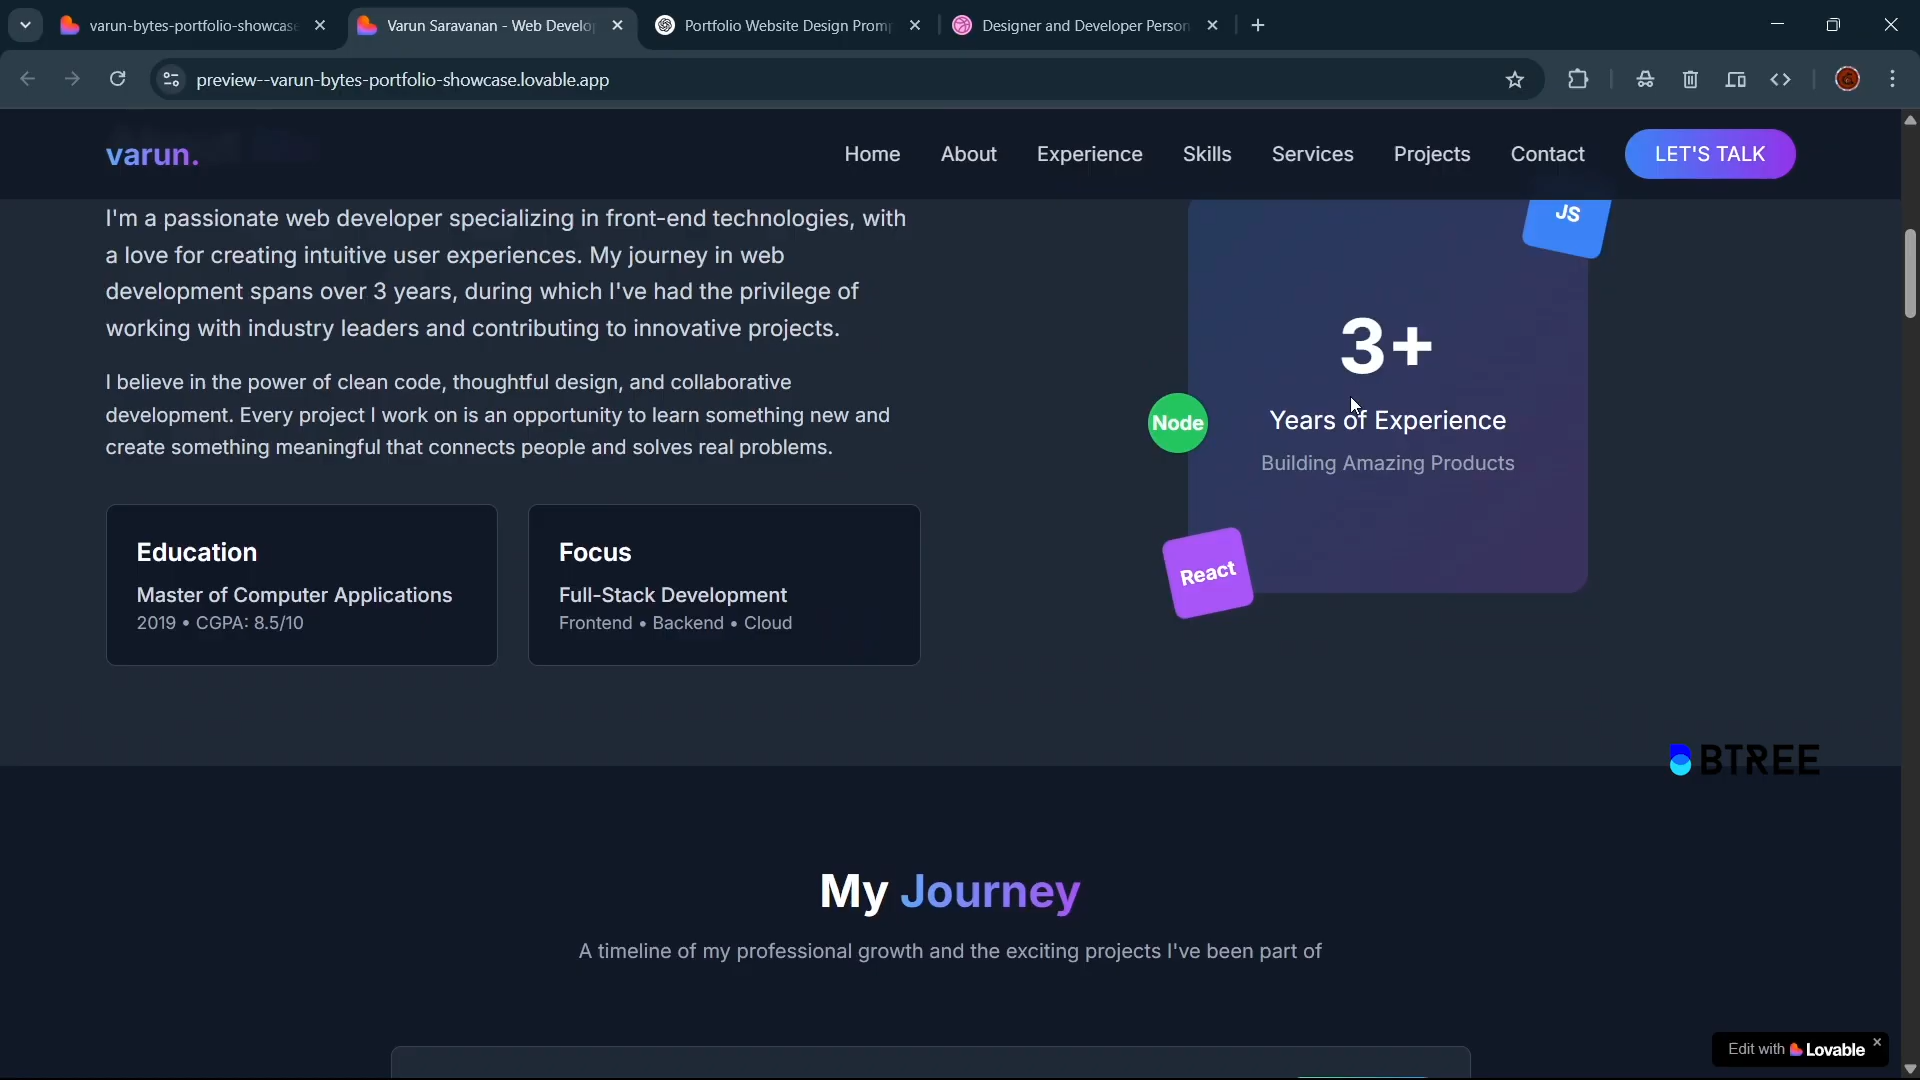 varun-bytes-portfolio-showcase
Varun Saravanan - Web Develo
Portfolio Website Design Prom
Designer and Developer Person
preview--varun-bytes-portfolio-showcase.lovable.app
varun.
Home
About
Experience
Skills
Services
Projects
Contact
LET'S TALK
I'm a passionate web developer specializing in front-end technologies, with
a love for creating intuitive user experiences. My journey in web
development spans over 3 years, during which I've had the privilege of
working with industry leaders and contributing to innovative projects.
I believe in the power of clean code, thoughtful design, and collaborative
development. Every project I work on is an opportunity to learn something new and
create something meaningful that connects people and solves real problems.
Education
Master of Computer Applications
2019 • CGPA: 8.5/10
Focus
Full-Stack Development
Frontend • Backend • Cloud
JS
3+
Node
Years of Experience
Building Amazing Products
React
BTREE
My Journey
A timeline of my professional growth and the exciting projects I've been part of
Edit with Lovable